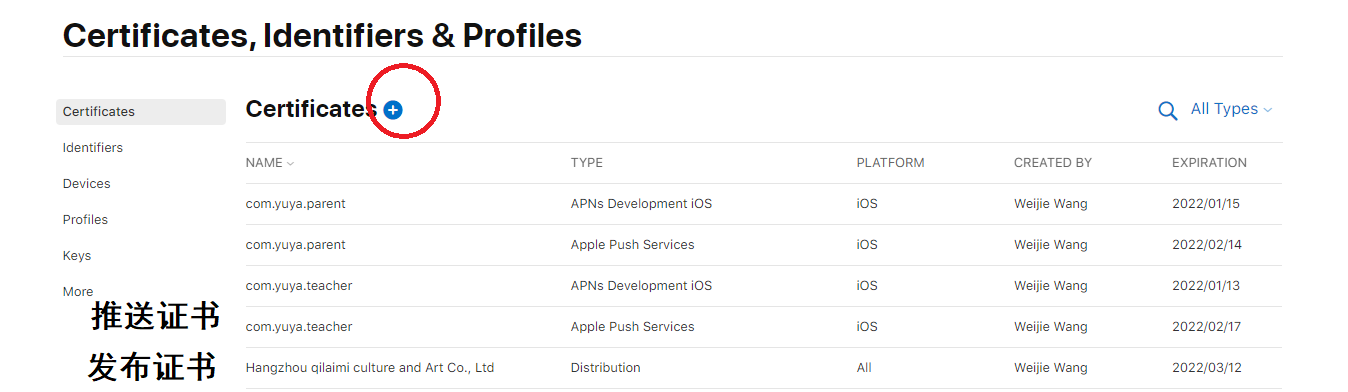 Certificates, Identifiers & Profiles
Certificates
Identifiers
Devices
Profiles
Keys
More
推送证书
发布证书
Certificates
All Types
NAME TYPE PLATFORM CREATED BY EXPIRATION
com.yuya.parent APNs Development iOS iOS Weijie Wang 2022/01/15
com.yuya.parent Apple Push Services iOS Weijie Wang 2022/02/14
com.yuya.teacher APNs Development iOS iOS Weijie Wang 2022/01/13
com.yuya.teacher Apple Push Services iOS Weijie Wang 2022/02/17
Hangzhou qilaimi culture and Art Co., Ltd Distribution All Weijie Wang 2022/03/12